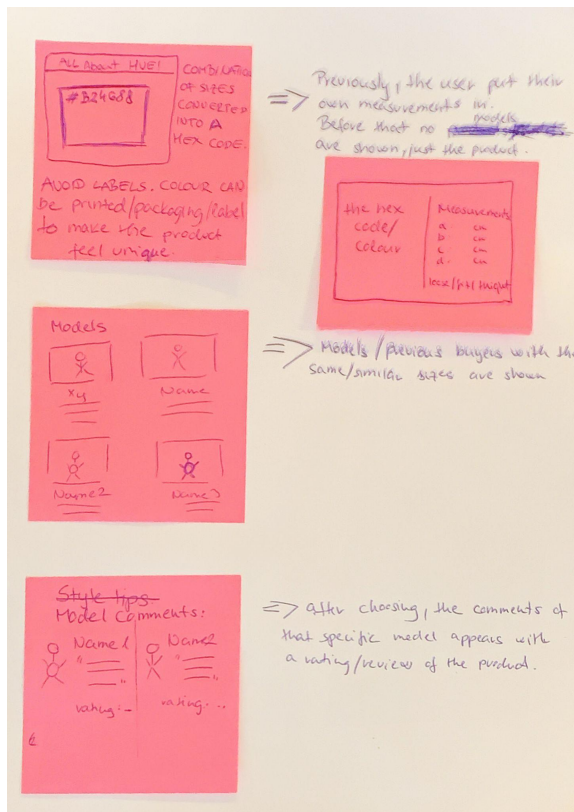 ALL About HUE!
#B24G88
COMBINATION
OF SIZES
CONVERTED
INTO A
HEX CODE.
AVOID LABELS. COLOUR CAN
be printed/packaging/label
to make the product
feel unique.
=> Previously, the user put their
own measurements in.
Before that no models
are shown, just the product.
the hex
code/
colour
Measurements
a. cm
b. cm
c. cm
d. cm
Models
xy
Name
Name2
Name3
=> Models/previous buyers with the
same/similar sizes are shown
Style tips
Model Comments:
Name1
"
"
rating:-
Name2
"
"
rating...
=> After choosing, the comments of
that specific model appears with
a rating/reviews of the product.